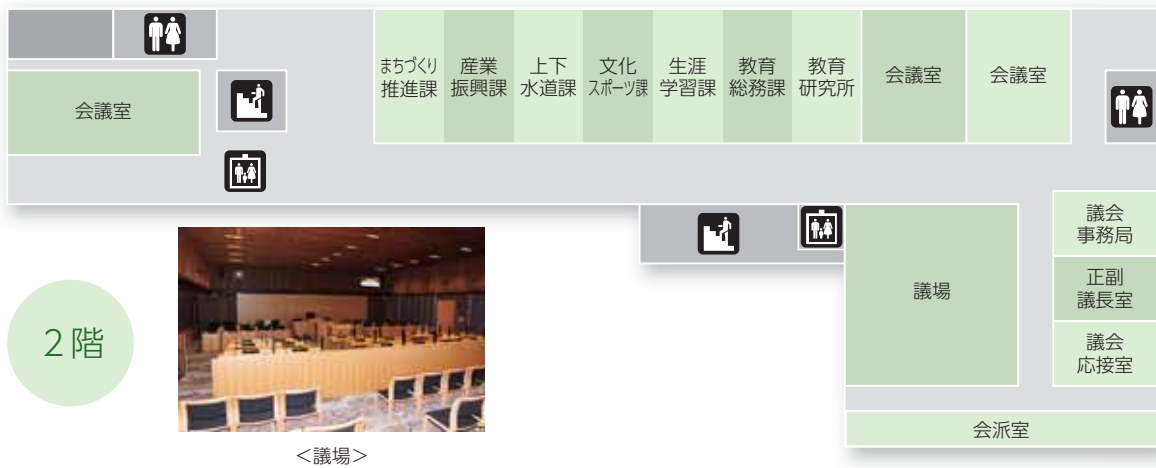 会議室
まちづくり
推進課
産業
振興課
上下
水道課
文化
スポーツ課
生涯
学習課
教育
総務課
教育
研究所
会議室
会議室
議会
事務局
正副
議長室
議会
応接室
議場
会派室
2階
<議場>